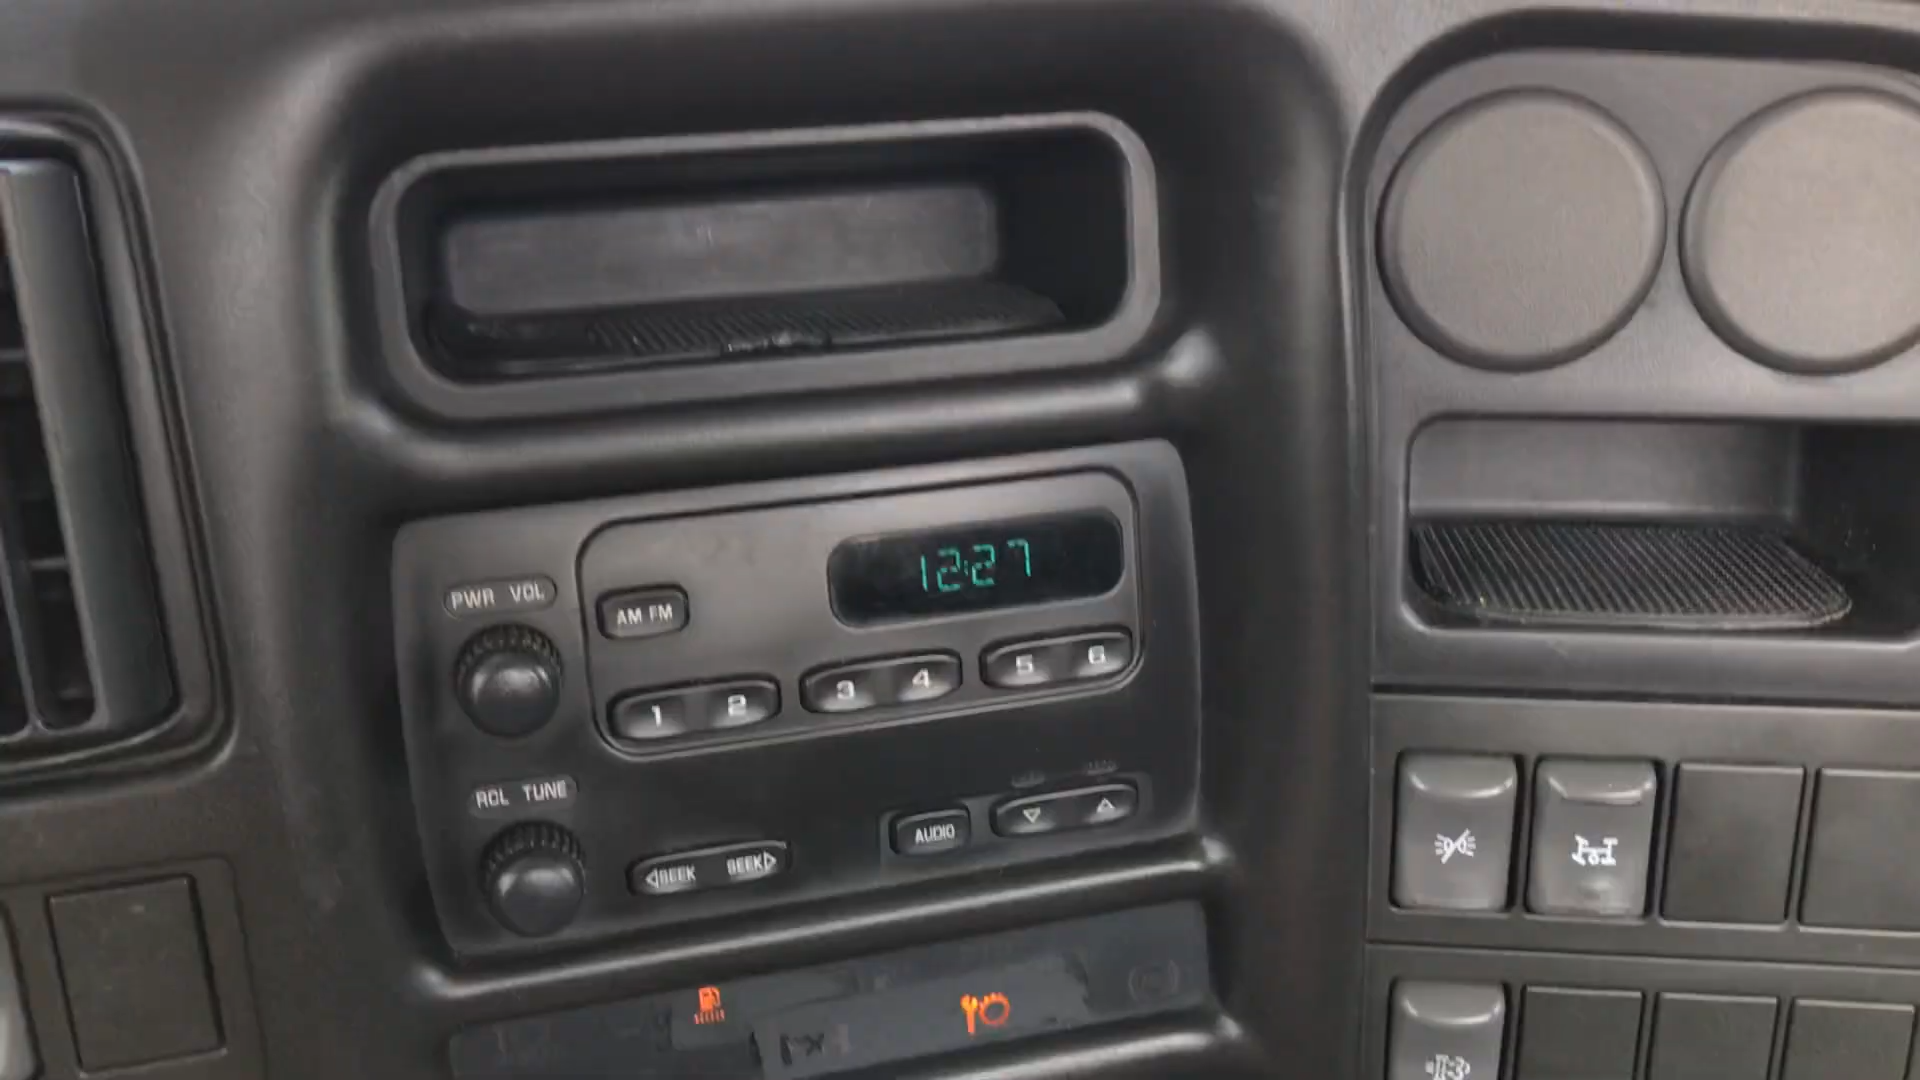 12:27
PWR VOL
AM FM
1 2 3 4 5 6
RCL TUNE
AUDIO
SEEK SEEK